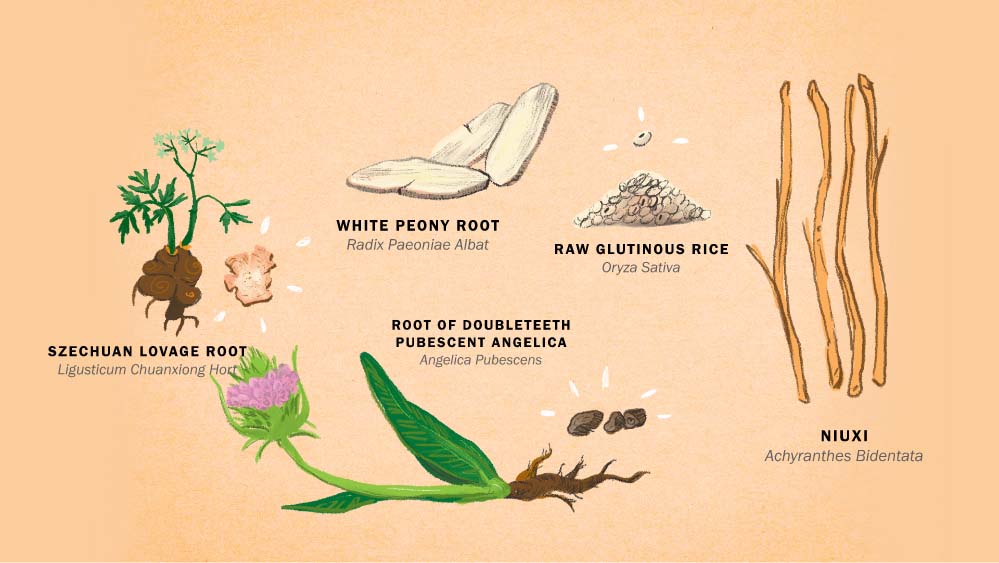 WHITE PEONY ROOT
Radix Paeoniae Albat
RAW GLUTINOUS RICE
Oryza Sativa
SZECHUAN LOVAGE ROOT
Ligusticum Chuanxiong Hort
ROOT OF DOUBLETEETH
PUBESCENT ANGELICA
Angelica Pubescens
NIUXI
Achyranthes Bidentata